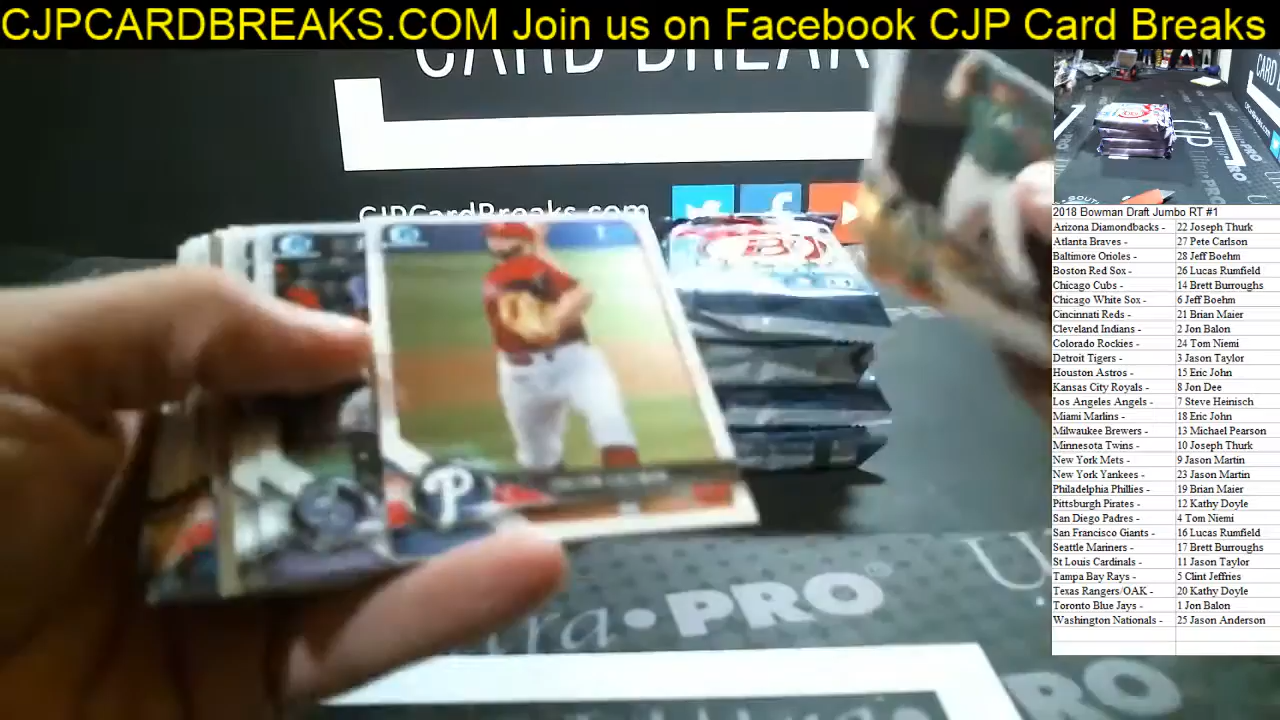 CJPCARDBREAKS.COM Join us on Facebook CJP Card Breaks
CARD BREAK
CJPCardBreaks.com
P
PRO
PRO
CARD
CJP
PRO
PRO
2018 Bowman Draft Jumbo RT #1
Arizona Diamondbacks - 22 Joseph Thurk
Atlanta Braves - 27 Pete Carlson
Baltimore Orioles - 28 Jeff Boehm
Boston Red Sox - 26 Lucas Rumfield
Chicago Cubs - 14 Brett Burroughs
Chicago White Sox - 6 Jeff Boehm
Cincinnati Reds - 21 Brian Maier
Cleveland Indians - 2 Jon Balon
Colorado Rockies - 24 Tom Niemi
Detroit Tigers - 3 Jason Taylor
Houston Astros - 15 Eric John
Kansas City Royals - 8 Jon Dee
Los Angeles Angels - 7 Steve Heinisch
Miami Marlins - 18 Eric John
Milwaukee Brewers - 13 Michael Pearson
Minnesota Twins - 10 Joseph Thurk
New York Mets - 9 Jason Martin
New York Yankees - 23 Jason Martin
Philadelphia Phillies - 19 Brian Maier
Pittsburgh Pirates - 12 Kathy Doyle
San Diego Padres - 4 Tom Niemi
San Francisco Giants - 16 Lucas Rumfield
Seattle Mariners - 17 Brett Burroughs
St Louis Cardinals - 11 Jason Taylor
Tampa Bay Rays - 5 Clint Jeffries
Texas Rangers/OAK - 20 Kathy Doyle
Toronto Blue Jays - 1 Jon Balon
Washington Nationals - 25 Jason Anderson